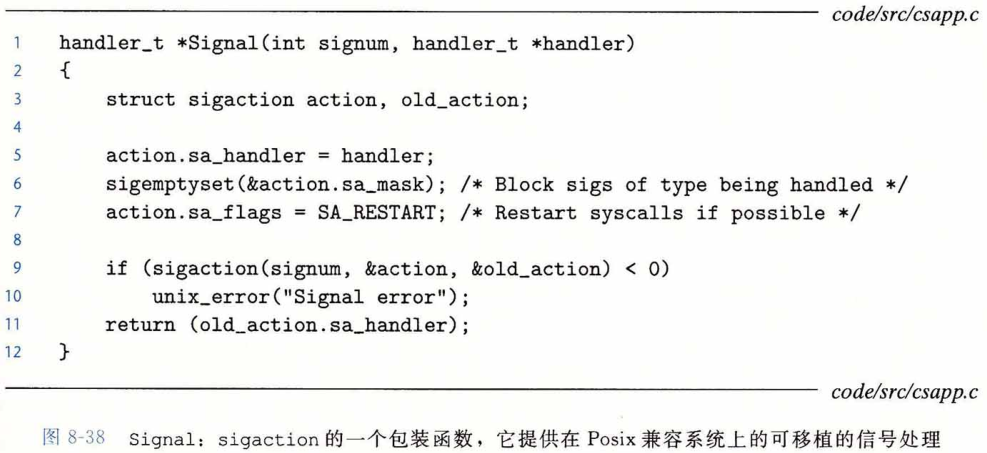 code/src/csapp.c
1 handler_t *Signal(int signum, handler_t *handler)
2 {
3 struct sigaction action, old_action;
4
5 action.sa_handler = handler;
6 sigemptyset(&action.sa_mask); /* Block sigs of type being handled */
7 action.sa_flags = SA_RESTART; /* Restart syscalls if possible */
8
9 if (sigaction(signum, &action, &old_action) < 0)
10 unix_error("Signal error");
11 return (old_action.sa_handler);
12 }
code/src/csapp.c
图 8-38 Signal: sigaction 的一个包装函数，它提供在 Posix 兼容系统上的可移植的信号处理